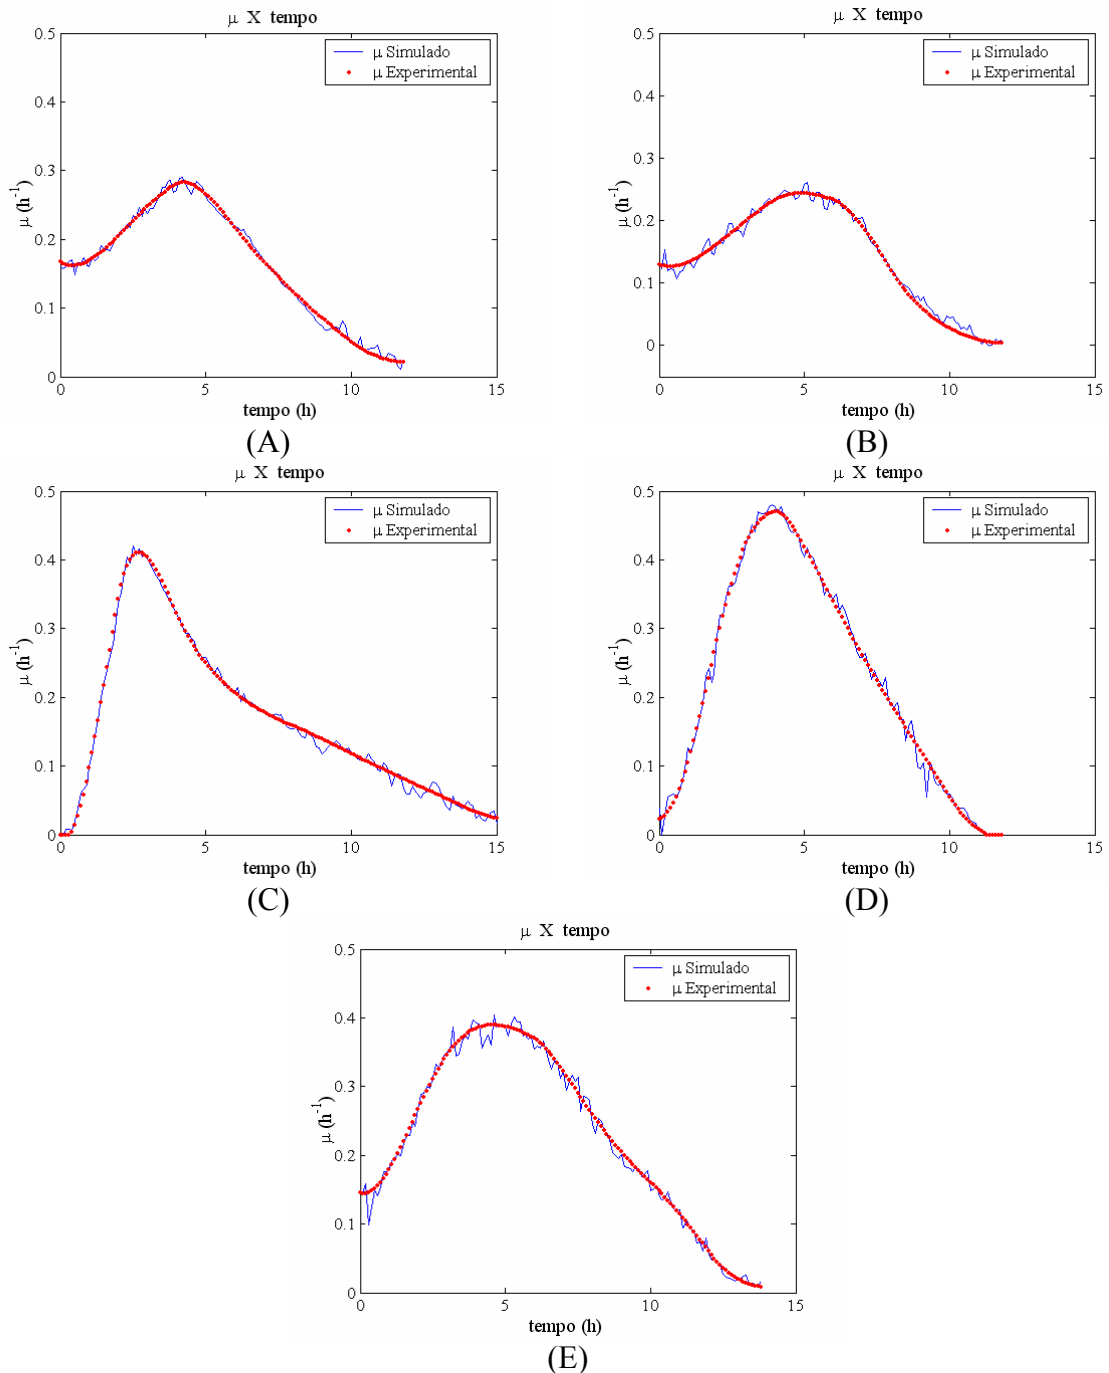 μ X tempo
μ Simulado
μ Experimental
μ (h-1)
0.5
0.4
0.3
0.2
0.1
0
0 5 10 15
tempo (h)
(A)
μ X tempo
μ Simulado
μ Experimental
μ (h-1)
0.5
0.4
0.3
0.2
0.1
0
0 5 10 15
tempo (h)
(B)
μ X tempo
μ Simulado
μ Experimental
μ (h-1)
0.5
0.4
0.3
0.2
0.1
0
0 5 10 15
tempo (h)
(C)
μ X tempo
μ Simulado
μ Experimental
μ (h-1)
0.5
0.4
0.3
0.2
0.1
0
0 5 10 15
tempo (h)
(D)
μ X tempo
μ Simulado
μ Experimental
μ (h-1)
0.5
0.4
0.3
0.2
0.1
0
0 5 10 15
tempo (h)
(E)